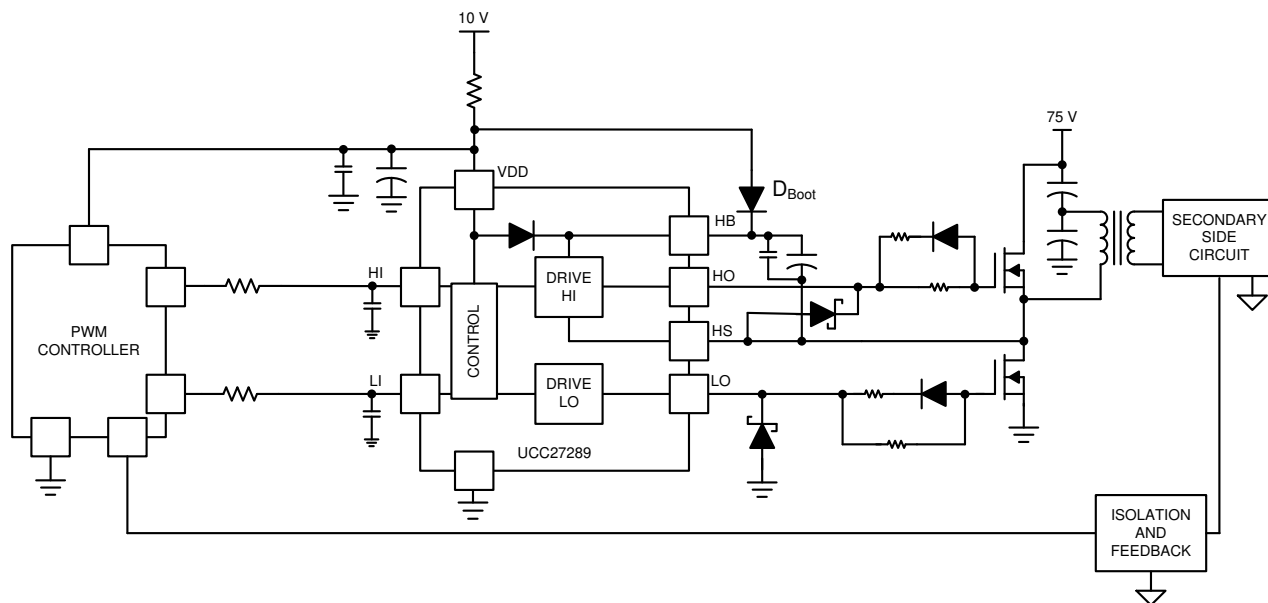 10 V
75 V
VDD
D_Boot
HB
SECONDARY
SIDE
CIRCUIT
HI
DRIVE
HI
HO
PWM
CONTROLLER
CONTROL
HS
LI
DRIVE
LO
LO
UCC27289
ISOLATION
AND
FEEDBACK